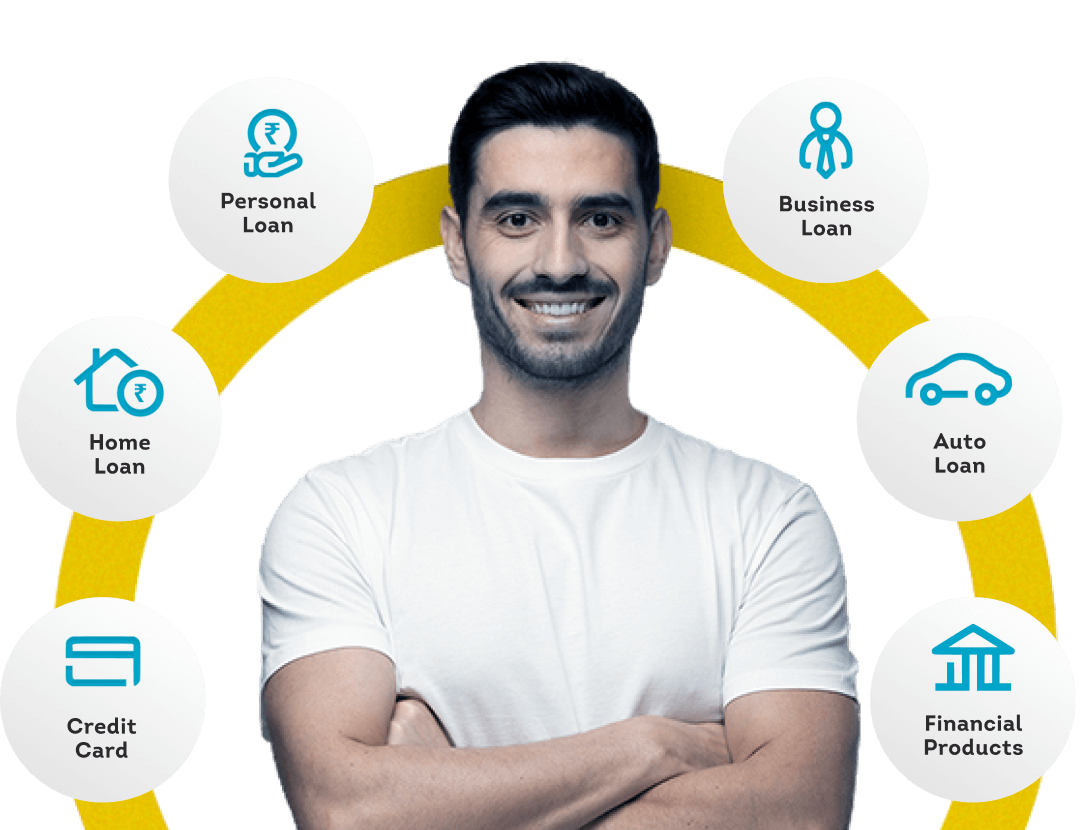 Personal
Loan
Business
Loan
Home
Loan
Auto
Loan
Credit
Card
Financial
Products